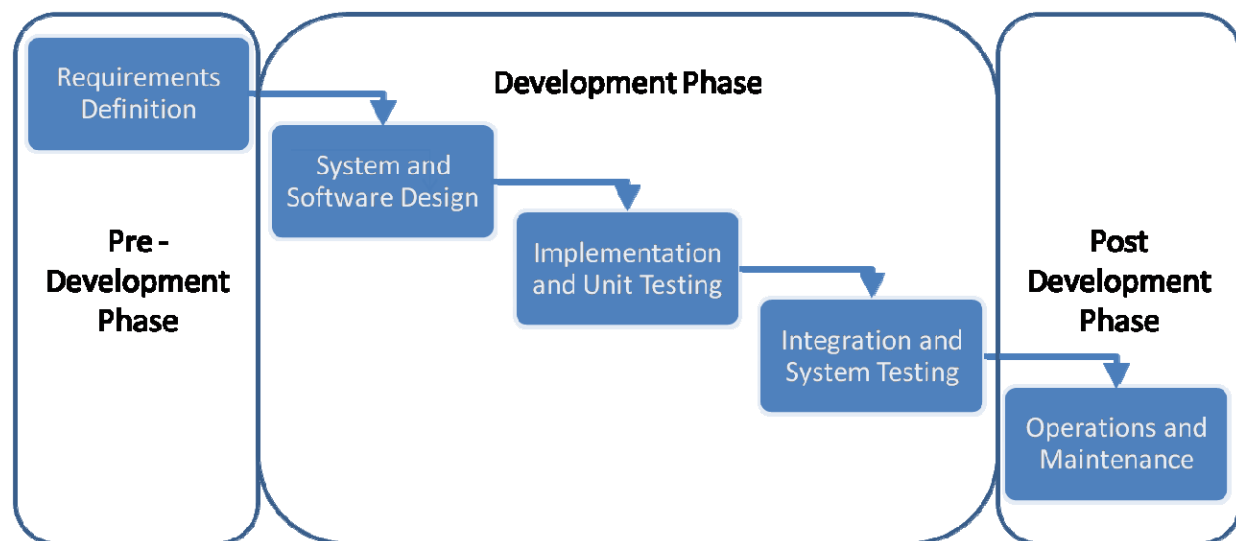 Requirements
Definition
Development Phase
System and
Software Design
Pre -
Development
Phase
Implementation
and Unit Testing
Post
Development
Phase
Integration and
System Testing
Operations and
Maintenance